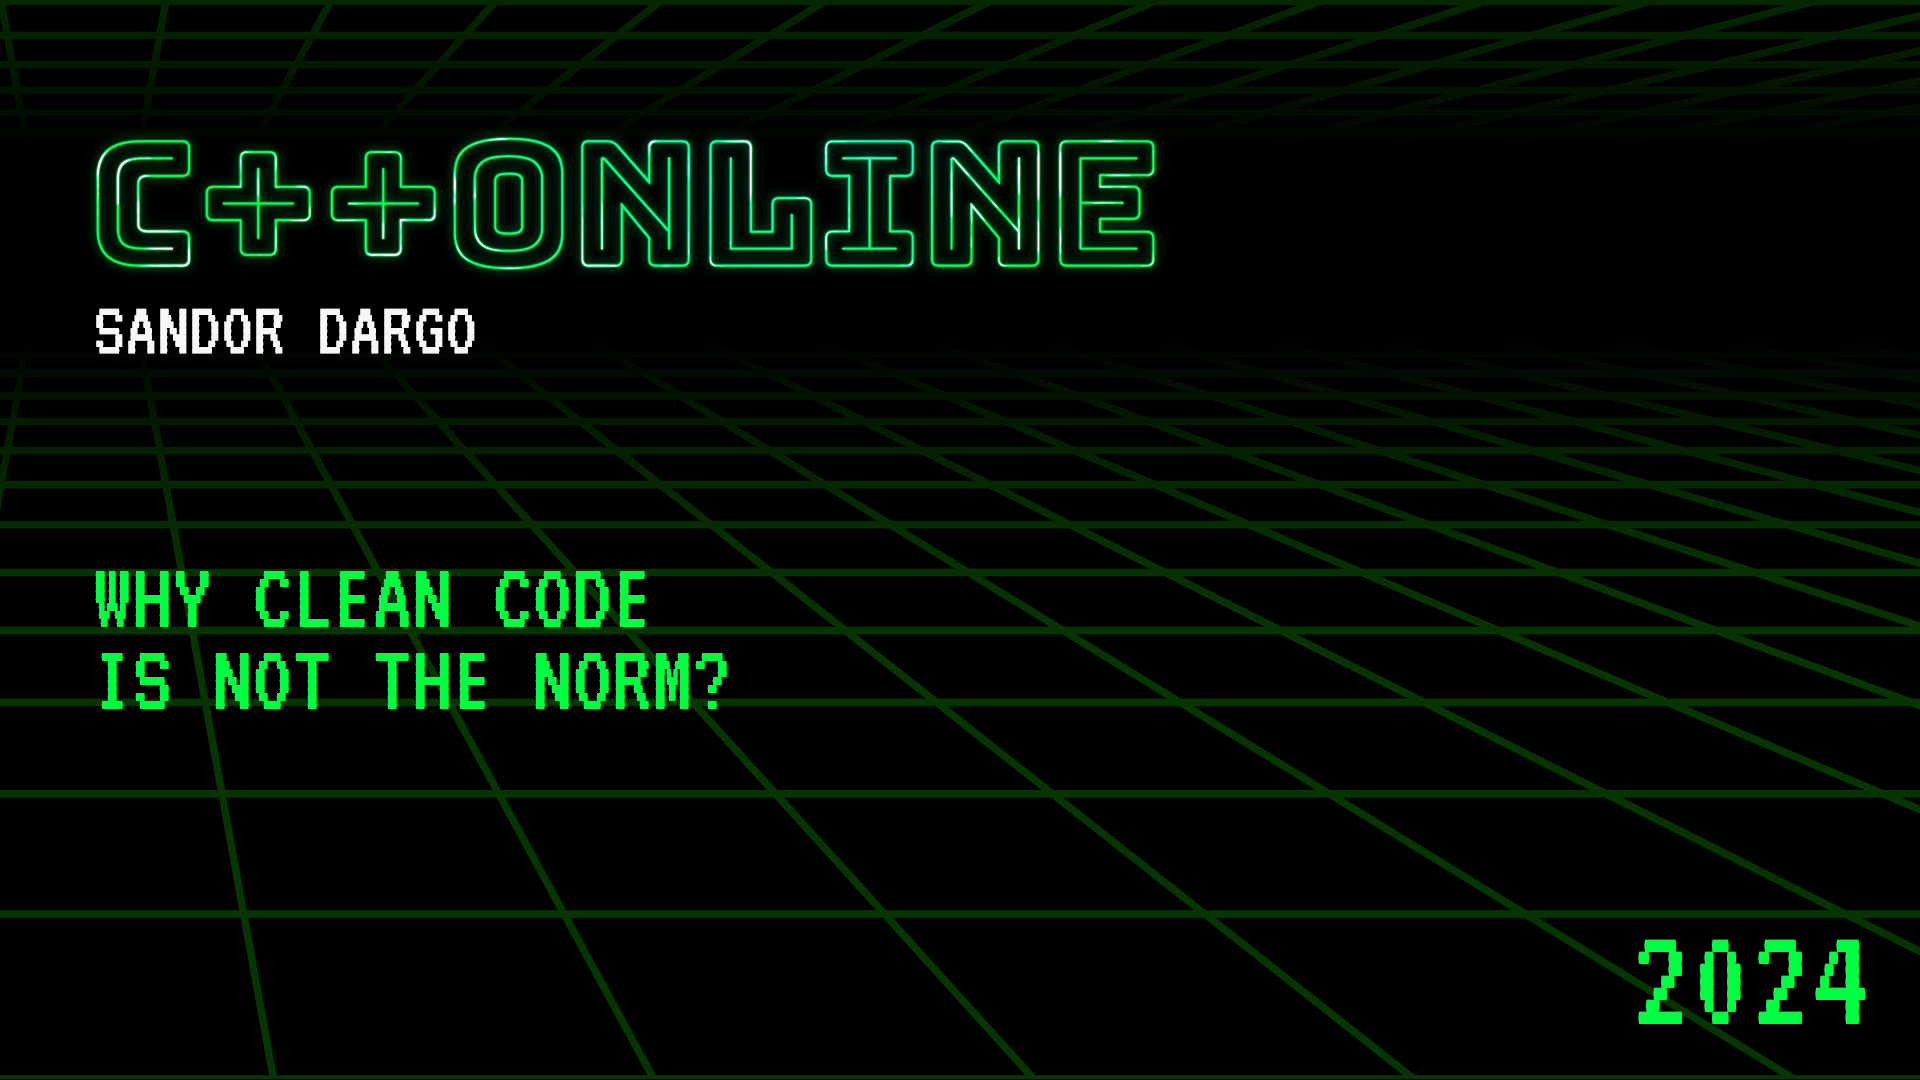 C++ONLINE
SANDOR DARGO
WHY CLEAN CODE
IS NOT THE NORM?
2024